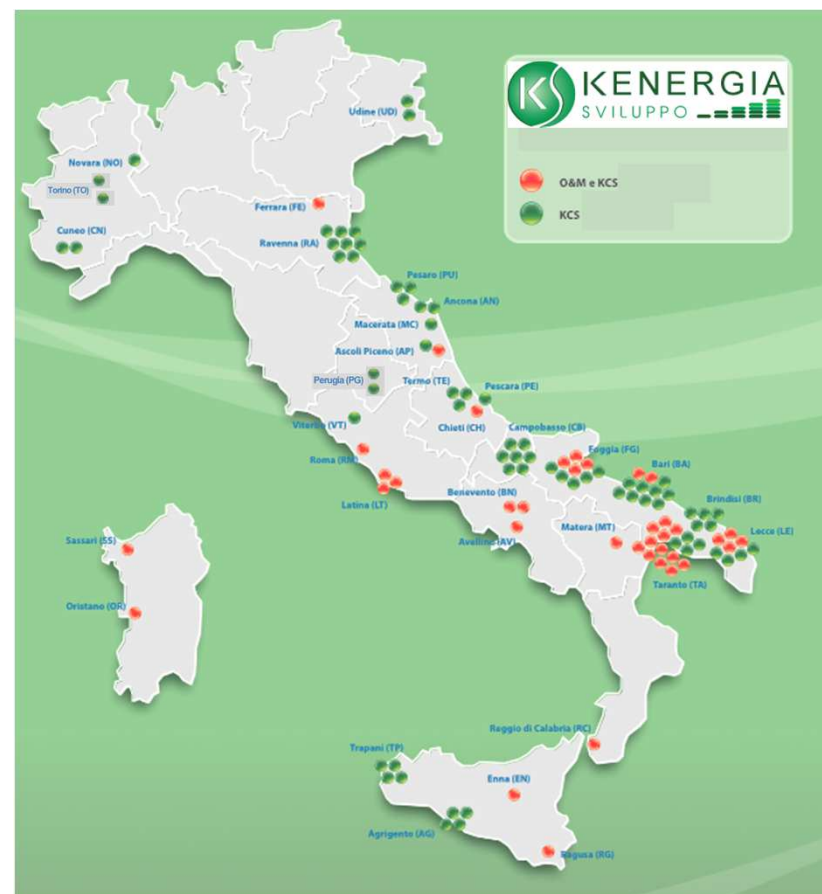 KS KENERGIA
SVILUPPO
O&M e KCS
KCS
Udine (UD)
Novara (NO)
Torino (TO)
Cuneo (CN)
Ferrara (FE)
Ravenna (RA)
Pesaro (PU)
Ancona (AN)
Macerata (MC)
Ascoli Piceno (AP)
Perugia (PG)
Termo (TE)
Pescara (PE)
Viterbo (VT)
Chieti (CH)
Campobasso (CB)
Foggia (FG)
Roma (RM)
Bari (BA)
Latina (LT)
Benevento (BN)
Brindisi (BR)
Avellino (AV)
Matera (MT)
Lecce (LE)
Sassari (SS)
Taranto (TA)
Oristano (OR)
Reggio di Calabria (RC)
Trapani (TP)
Enna (EN)
Agrigento (AG)
Ragusa (RG)